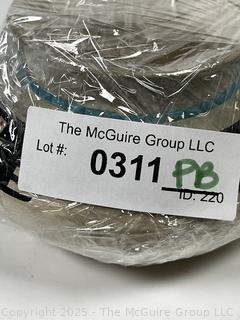 The McGuire Group LLC
Lot #:
0311 PB
ID: 220
©Copyright 2025 - The McGuire Group LLC